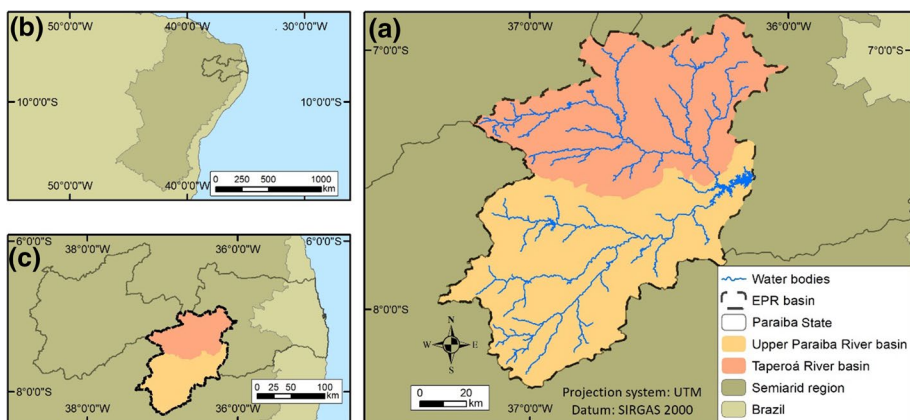 (b)
50°0'0"W
40°0'0"W
30°0'0"W
10°0'0"S
10°0'0"S
50°0'0"W
40°0'0"W
0 250 500 1000
km
(c)
38°0'0"W
36°0'0"W
6°0'0"S
6°0'0"S
8°0'0"S
8°0'0"S
38°0'0"W
36°0'0"W
0 25 50 100
km
(a)
37°0'0"W
36°0'0"W
7°0'0"S
7°0'0"S
8°0'0"S
N
W E
S
0 10 20
km
37°0'0"W
Projection system: UTM
Datum: SIRGAS 2000
Water bodies
EPR basin
Paraiba State
Upper Paraiba River basin
Taperoá River basin
Semiarid region
Brazil